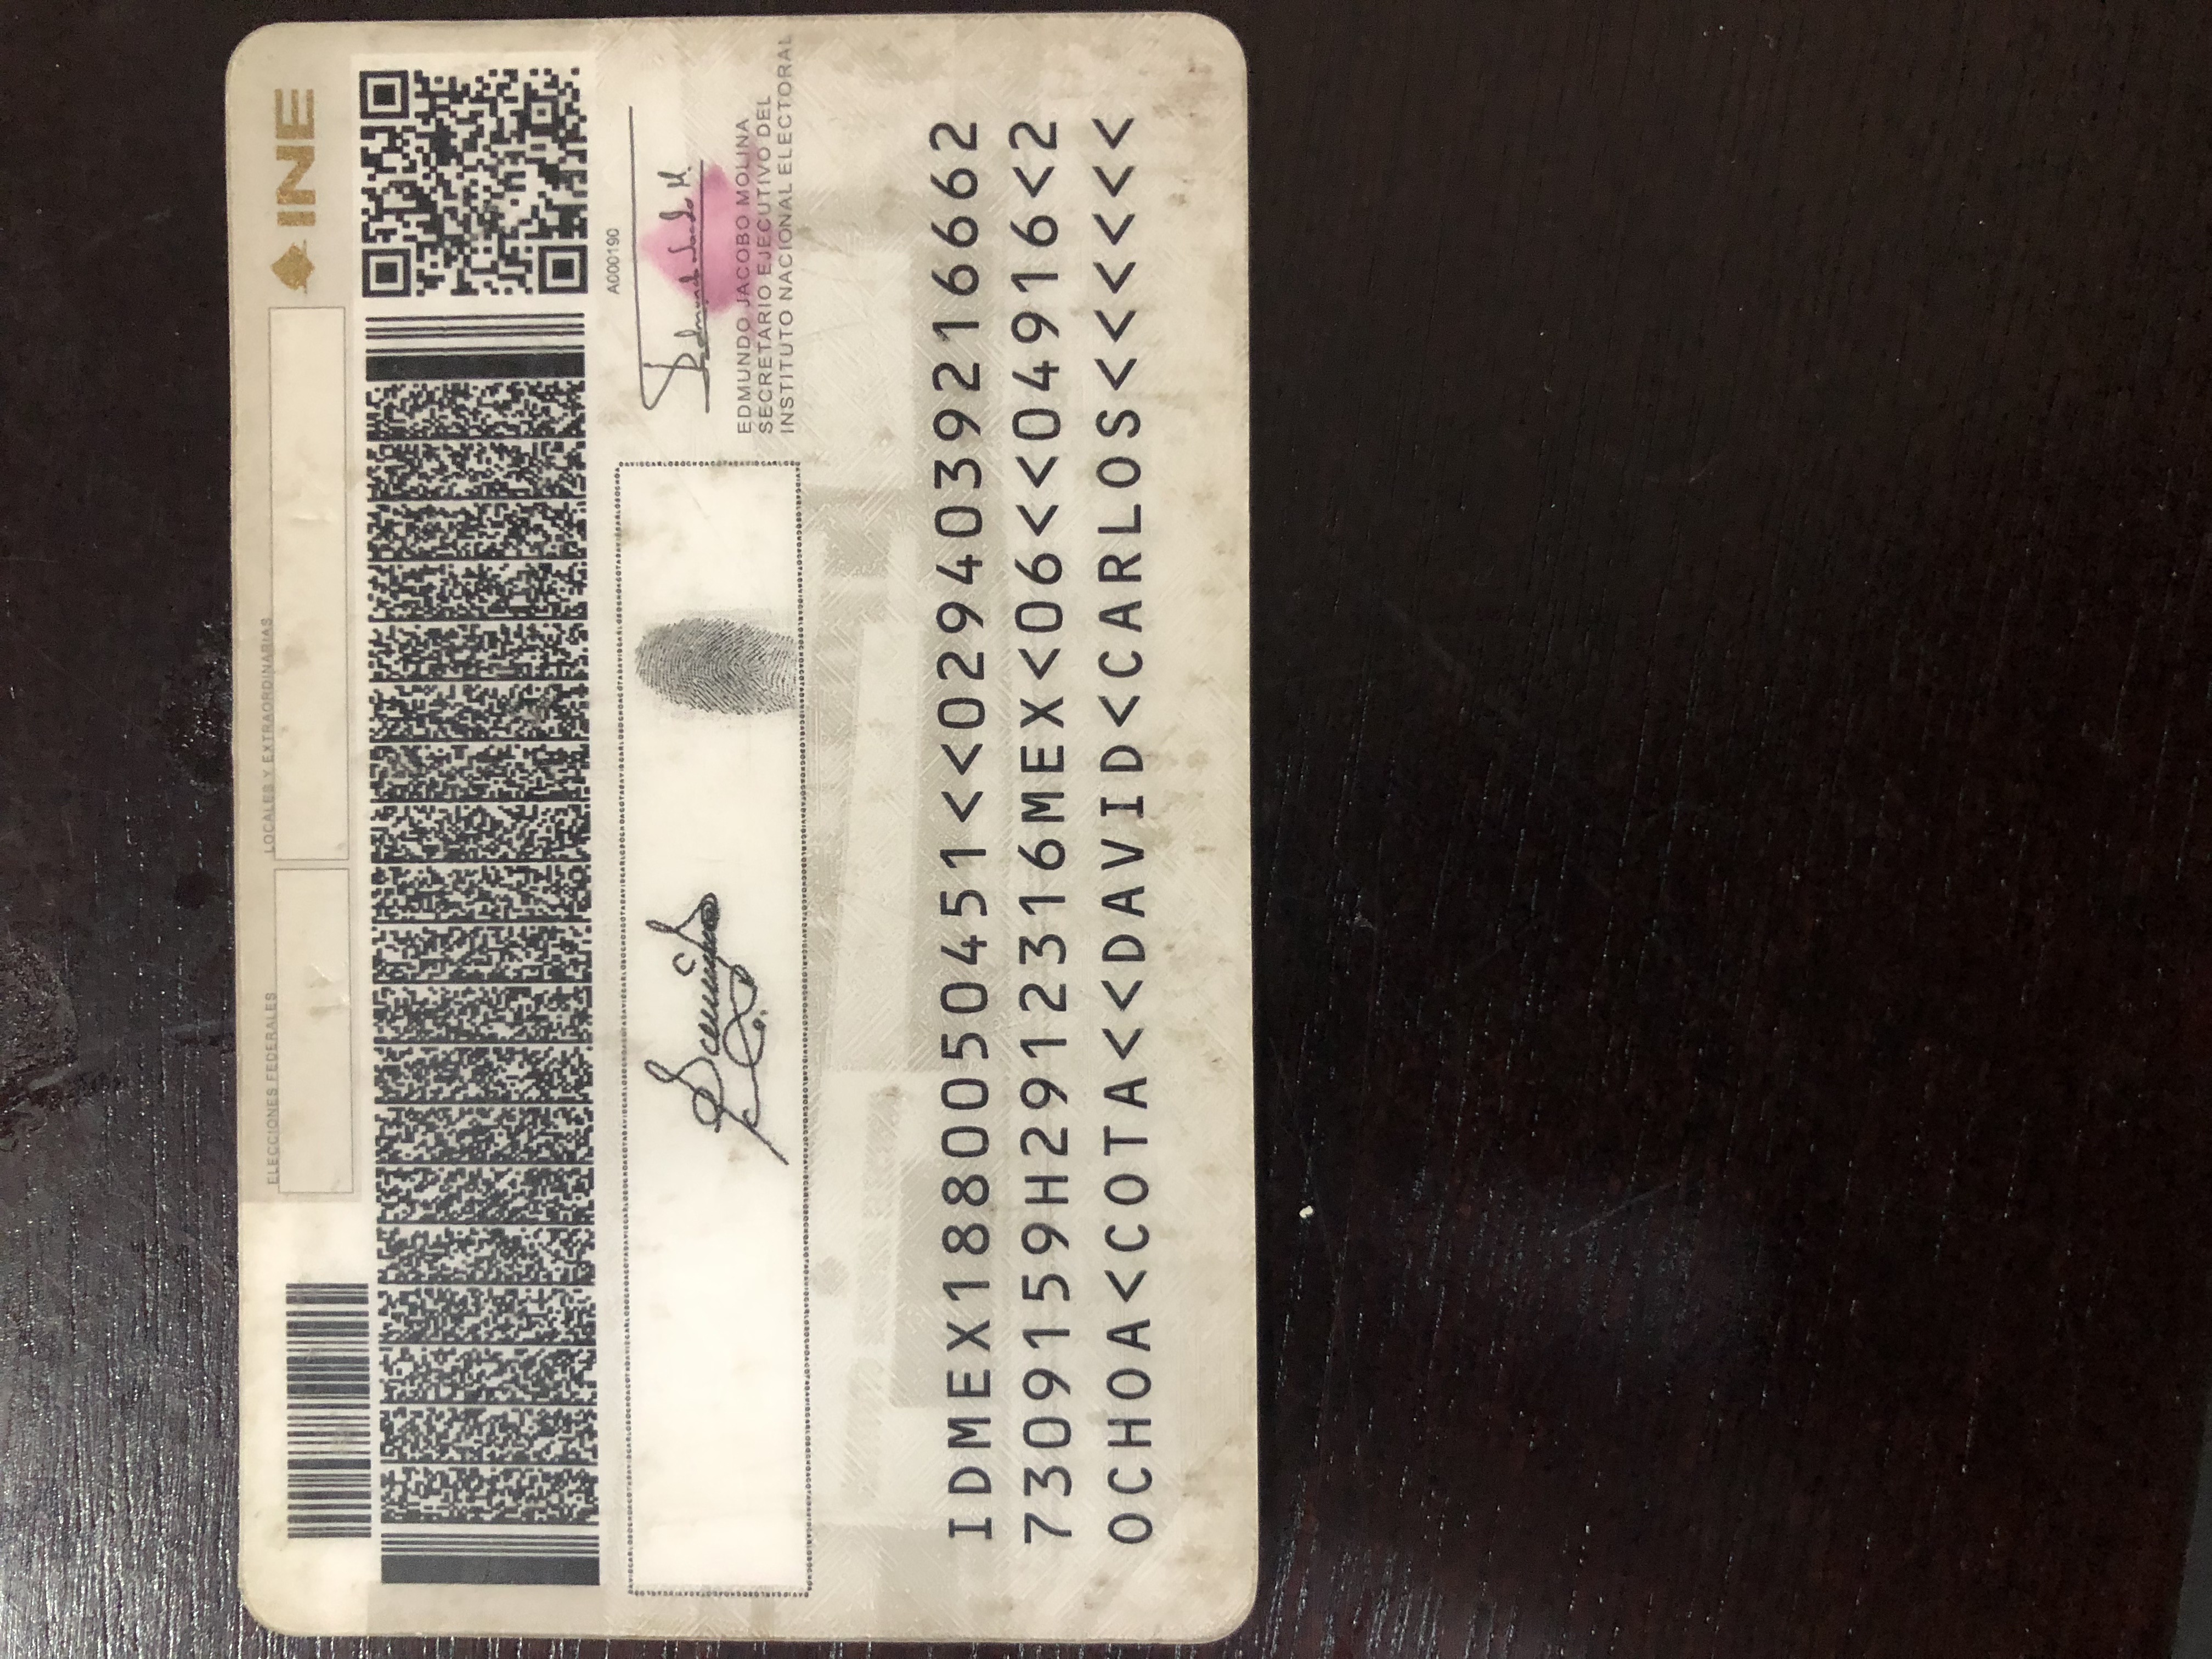 ELECCIONES FEDERALES
LOCALES Y EXTRAORDINARIAS
INE
A000190
EDMUNDO JACOBO MOLINA
SECRETARIO EJECUTIVO DEL
INSTITUTO NACIONAL ELECTORAL
IDMEX1880050451<<0294039216662
7309159H2912316MEX<06<<04916<2
OCHOA<COTA<<DAVID<CARLOS<<<<<<